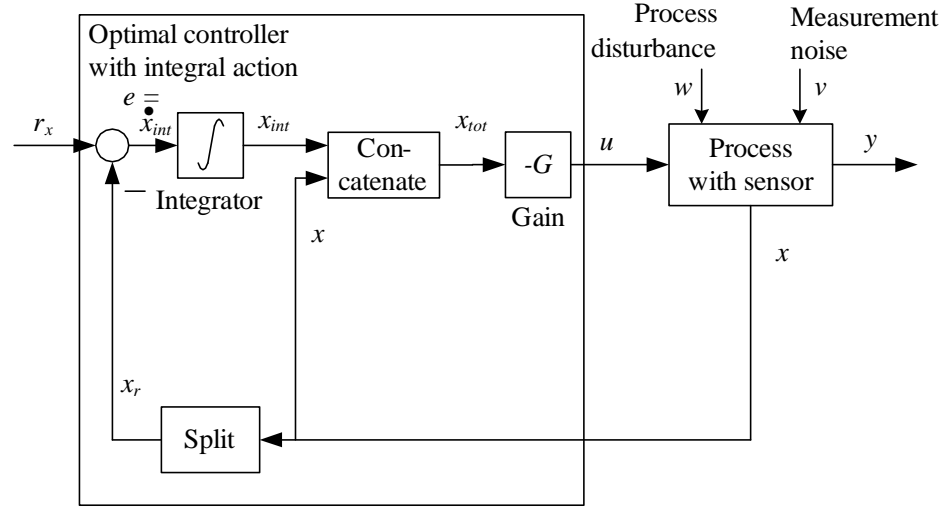 Optimal controller
with integral action
Process
disturbance
Measurement
noise
w
v
e =
r_x
ẋ_int
x_int
x_tot
Con-
catenate
-G
u
Process
with sensor
y
−
Integrator
Gain
x
x
x_r
Split